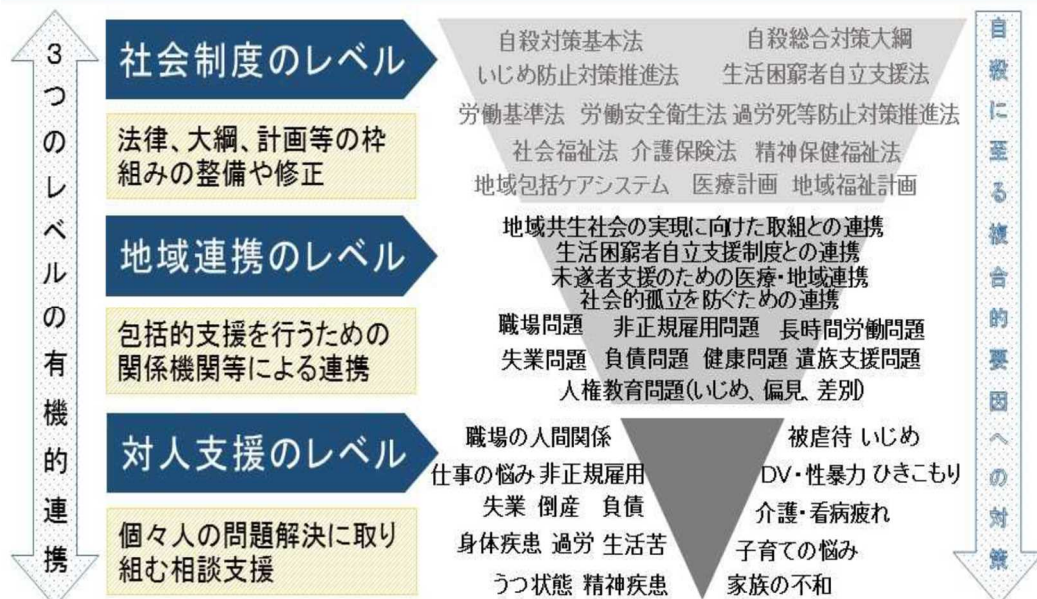 3つのレベルの有機的連携
社会制度のレベル
法律、大綱、計画等の枠
組みの整備や修正
自殺対策基本法 自殺総合対策大綱
いじめ防止対策推進法 生活困窮者自立支援法
労働基準法 労働安全衛生法 過労死等防止対策推進法
社会福祉法 介護保険法 精神保健福祉法
地域包括ケアシステム 医療計画 地域福祉計画
地域連携のレベル
包括的支援を行うための
関係機関等による連携
地域共生社会の実現に向けた取組との連携
生活困窮者自立支援制度との連携
未遂者支援のための医療・地域連携
社会的孤立を防ぐための連携
職場問題 非正規雇用問題 長時間労働問題
失業問題 負債問題 健康問題 遺族支援問題
人権教育問題(いじめ、偏見、差別)
対人支援のレベル
個々人の問題解決に取り
組む相談支援
職場の人間関係 被虐待 いじめ
仕事の悩み 非正規雇用 DV・性暴力 ひきこもり
失業 倒産 負債 介護・看病疲れ
身体疾患 過労 生活苦 子育ての悩み
うつ状態 精神疾患 家族の不和
自殺に至る複合的要因への対策